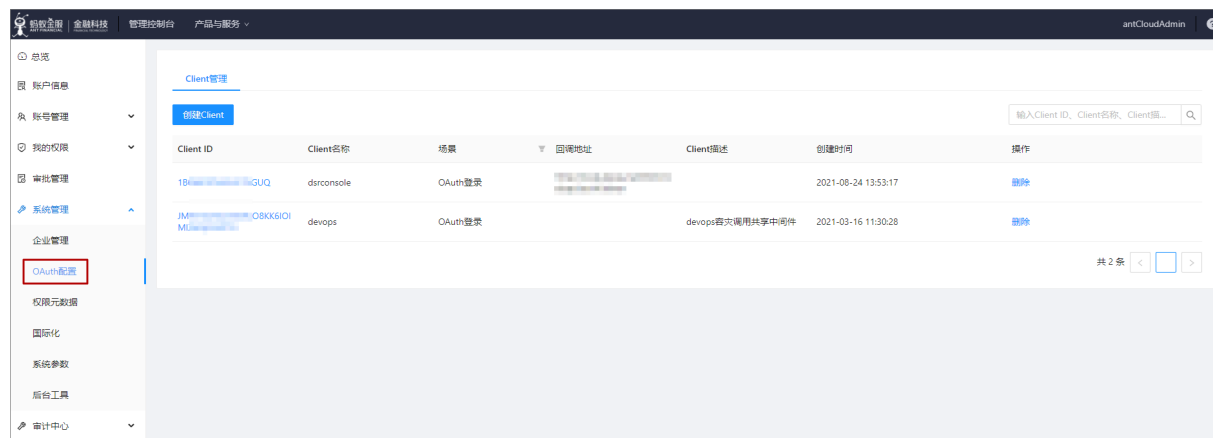 蚂蚁金服 金融科技 管理控制台 产品与服务 antCloudAdmin
ANT FINANCIAL
总览
账户信息
账号管理
我的权限
审批管理
系统管理
企业管理
OAuth配置
权限元数据
国际化
系统参数
后台工具
审计中心
Client管理
创建Client 输入Client ID、Client名称、Client描...
Client ID Client名称 场景 回调地址 Client描述 创建时间 操作
GUQ dsrconsole OAuth登录 2021-08-24 13:53:17 删除
JM O8KK6IOI devops OAuth登录 devops容灾调用共享中间件 2021-03-16 11:30:28 删除
共 2 条 < >